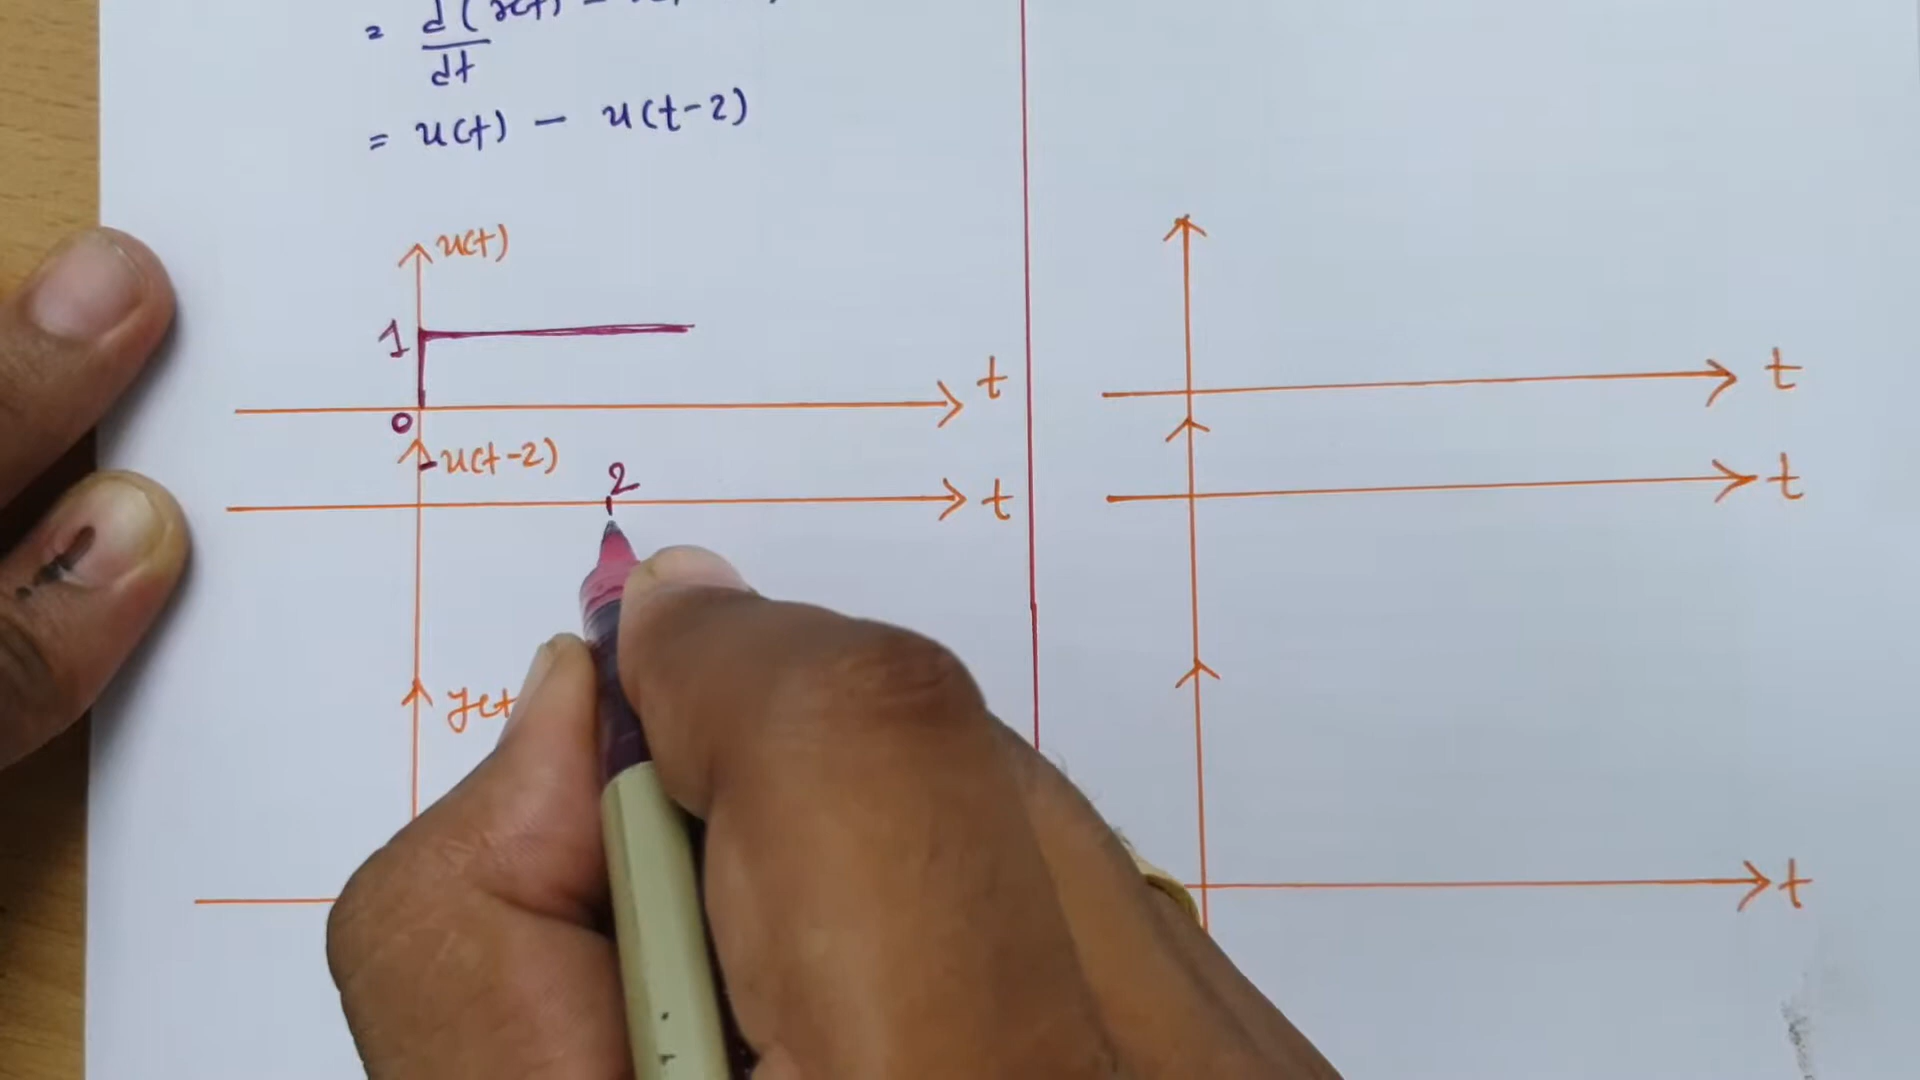 = d(
dt
= u(t) - u(t-2)
u(t)
1
t
0
-u(t-2)
2
t
y(t
t
t
t